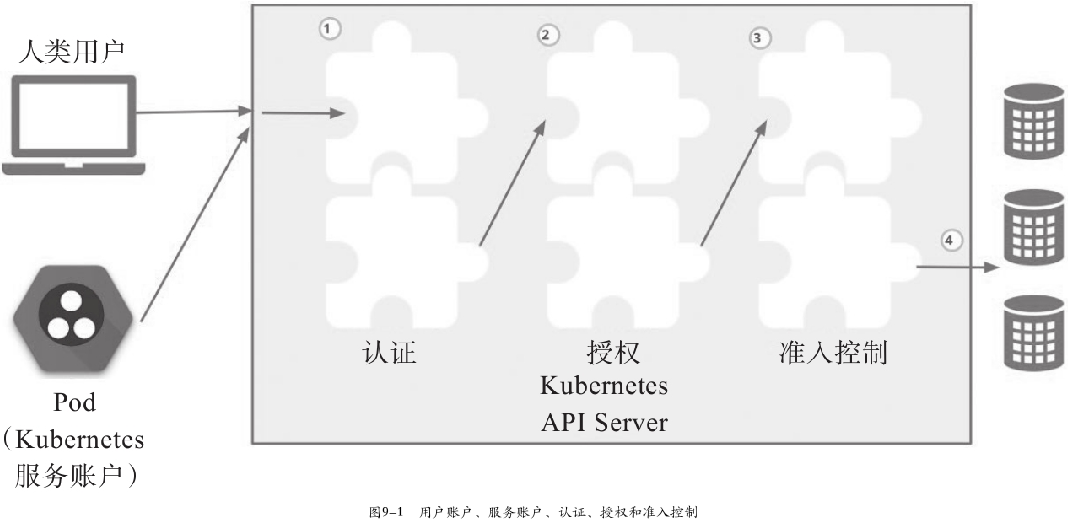 人类用户
Pod
（Kubernetes
服务账户）
1
2
3
4
认证
授权
准入控制
Kubernetes
API Server
图9-1 用户账户、服务账户、认证、授权和准入控制